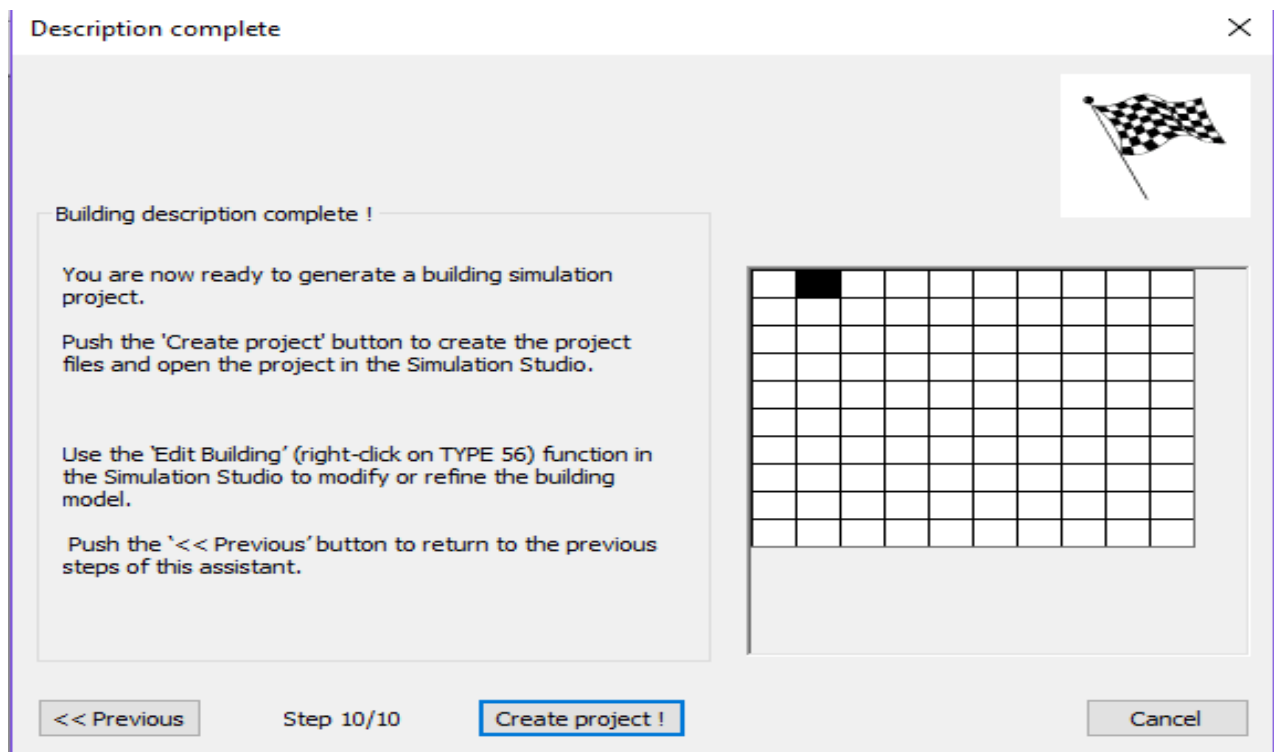 Description complete
Building description complete !
You are now ready to generate a building simulation
project.
Push the 'Create project' button to create the project
files and open the project in the Simulation Studio.
Use the 'Edit Building' (right-click on TYPE 56) function in
the Simulation Studio to modify or refine the building
model.
Push the '<< Previous' button to return to the previous
steps of this assistant.
<< Previous
Step 10/10
Create project !
Cancel